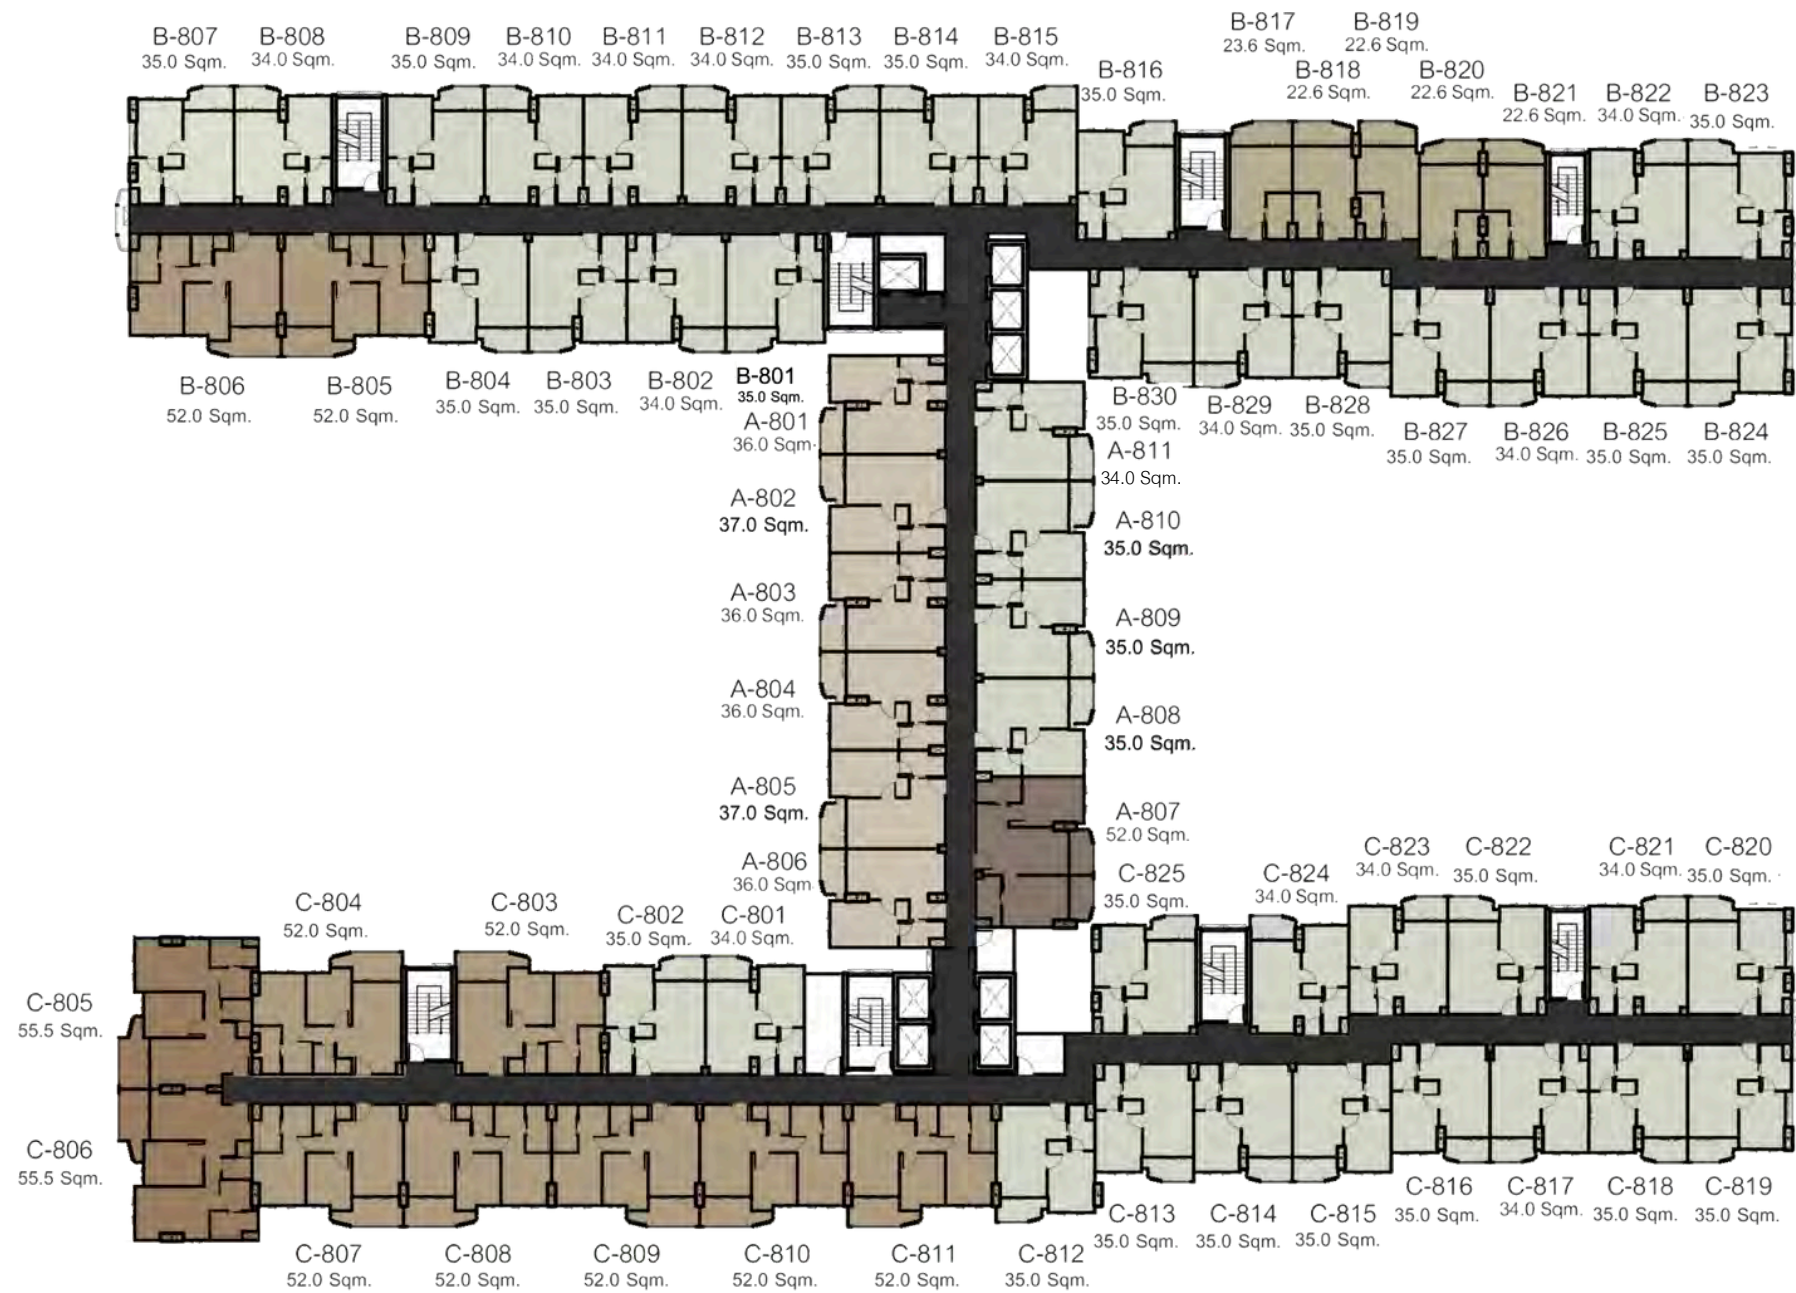 B-807
35.0 Sqm.
B-808
34.0 Sqm.
B-809
35.0 Sqm.
B-810
34.0 Sqm.
B-811
34.0 Sqm.
B-812
34.0 Sqm.
B-813
35.0 Sqm.
B-814
35.0 Sqm.
B-815
34.0 Sqm.
B-816
35.0 Sqm.
B-817
23.6 Sqm.
B-818
22.6 Sqm.
B-819
22.6 Sqm.
B-820
22.6 Sqm.
B-821
22.6 Sqm.
B-822
34.0 Sqm.
B-823
35.0 Sqm.
B-806
52.0 Sqm.
B-805
52.0 Sqm.
B-804
35.0 Sqm.
B-803
35.0 Sqm.
B-802
34.0 Sqm.
B-801
35.0 Sqm.
B-830
35.0 Sqm.
B-829
34.0 Sqm.
B-828
35.0 Sqm.
B-827
35.0 Sqm.
B-826
34.0 Sqm.
B-825
35.0 Sqm.
B-824
35.0 Sqm.
A-801
36.0 Sqm.
A-811
34.0 Sqm.
A-802
37.0 Sqm.
A-810
35.0 Sqm.
A-803
36.0 Sqm.
A-809
35.0 Sqm.
A-804
36.0 Sqm.
A-808
35.0 Sqm.
A-805
37.0 Sqm.
A-807
52.0 Sqm.
A-806
36.0 Sqm
C-804
52.0 Sqm.
C-803
52.0 Sqm.
C-802
35.0 Sqm.
C-801
34.0 Sqm.
C-825
35.0 Sqm.
C-824
34.0 Sqm.
C-823
34.0 Sqm.
C-822
35.0 Sqm.
C-821
34.0 Sqm.
C-820
35.0 Sqm.
C-805
55.5 Sqm.
C-806
55.5 Sqm.
C-807
52.0 Sqm.
C-808
52.0 Sqm.
C-809
52.0 Sqm.
C-810
52.0 Sqm.
C-811
52.0 Sqm.
C-812
35.0 Sqm.
C-813
35.0 Sqm.
C-814
35.0 Sqm.
C-815
35.0 Sqm.
C-816
35.0 Sqm.
C-817
34.0 Sqm.
C-818
35.0 Sqm.
C-819
35.0 Sqm.